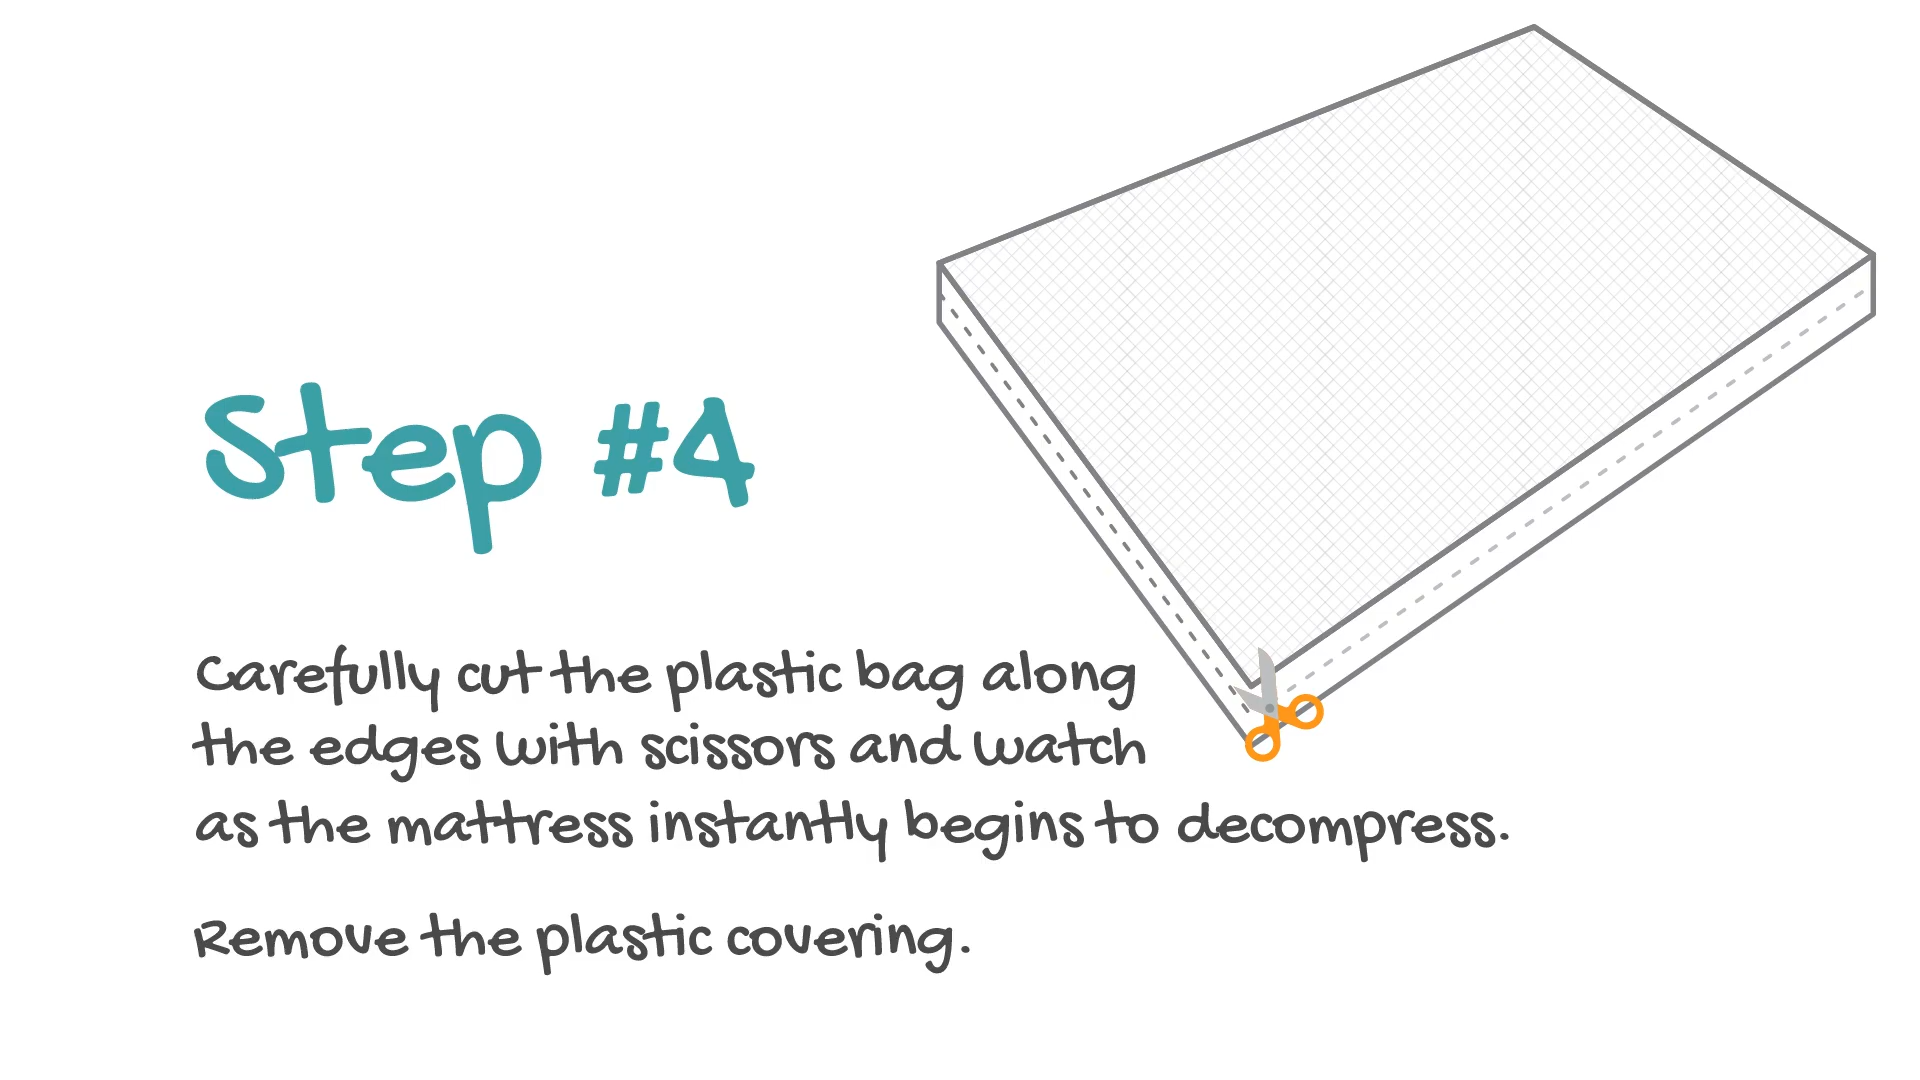 Step #4
Carefully cut the plastic bag along
the edges with scissors and watch
as the mattress instantly begins to decompress.
Remove the plastic covering.